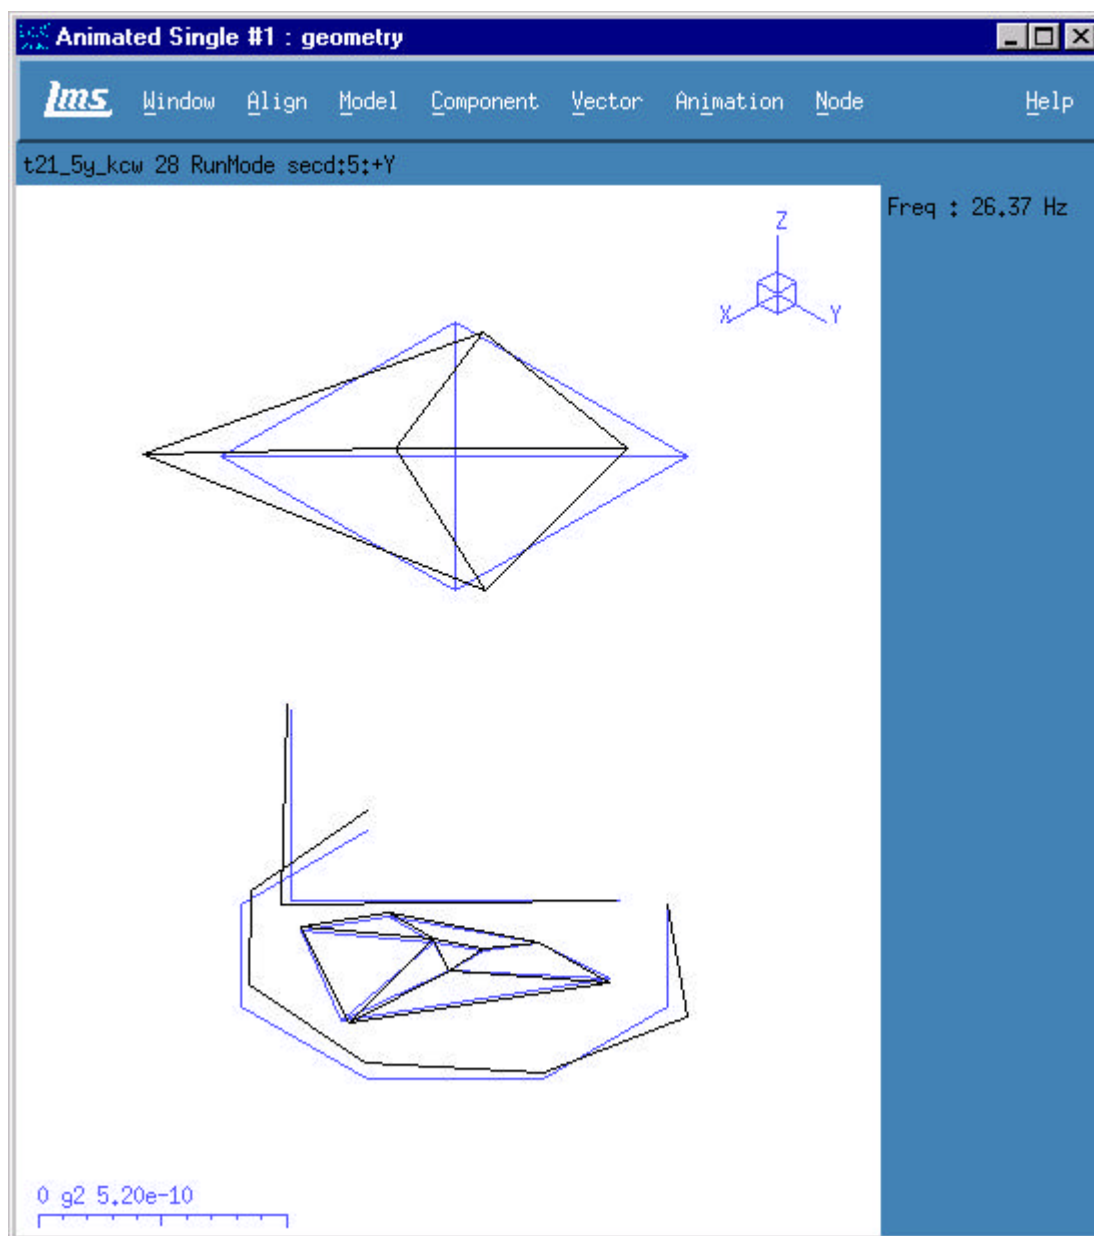 Animated Single #1 : geometry
lms Window Align Model Component Vector Animation Node Help
t21_5y_kcw 28 RunMode secd:5:+Y
Freq : 26.37 Hz
Z
X Y
0 g2 5.20e-10